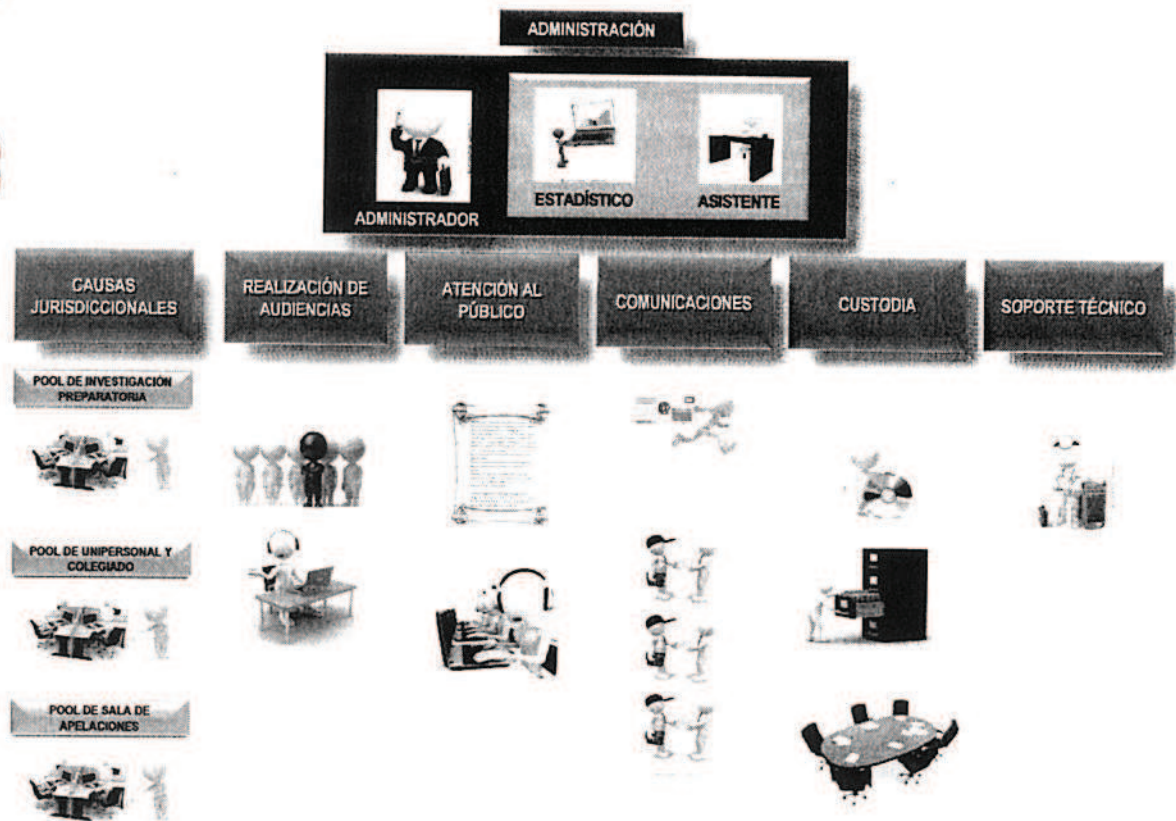 ADMINISTRACIÓN
ADMINISTRADOR
ESTADÍSTICO
ASISTENTE
CAUSAS
JURISDICCIONALES
REALIZACIÓN DE
AUDIENCIAS
ATENCIÓN AL
PÚBLICO
COMUNICACIONES
CUSTODIA
SOPORTE TÉCNICO
POOL DE INVESTIGACIÓN
PREPARATORIA
POOL DE UNIPERSONAL Y
COLEGIADO
POOL DE SALA DE
APELACIONES